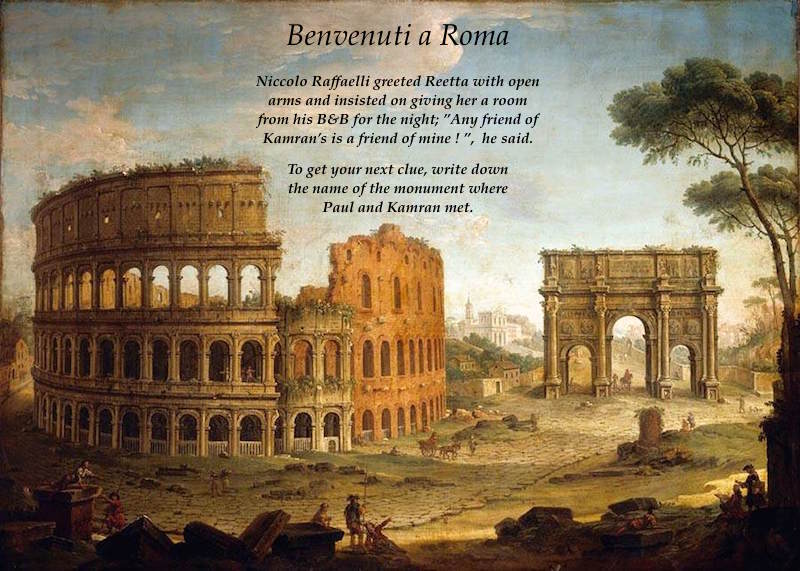 Benvenuti a Roma
Niccolo Raffaelli greeted Reetta with open
arms and insisted on giving her a room
from his B&B for the night; ”Any friend of
Kamran’s is a friend of mine ! ”, he said.
To get your next clue, write down
the name of the monument where
Paul and Kamran met.